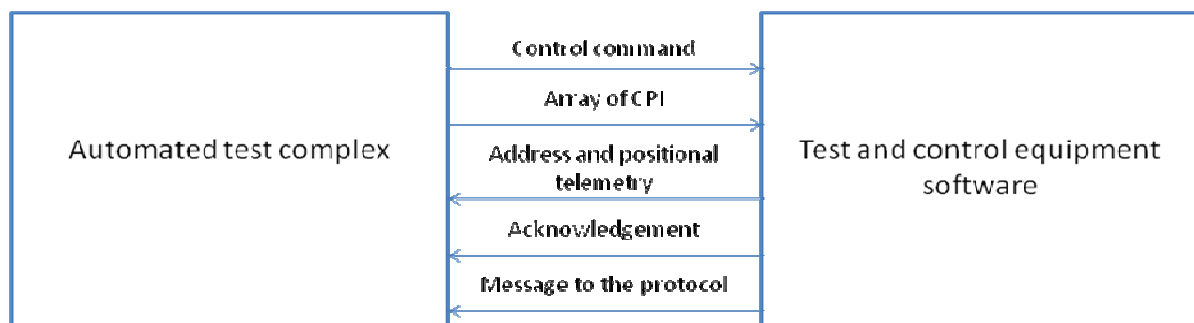 Control command
Array of CPI
Automated test complex
Address and positional
telemetry
Test and control equipment
software
Acknowledgement
Message to the protocol